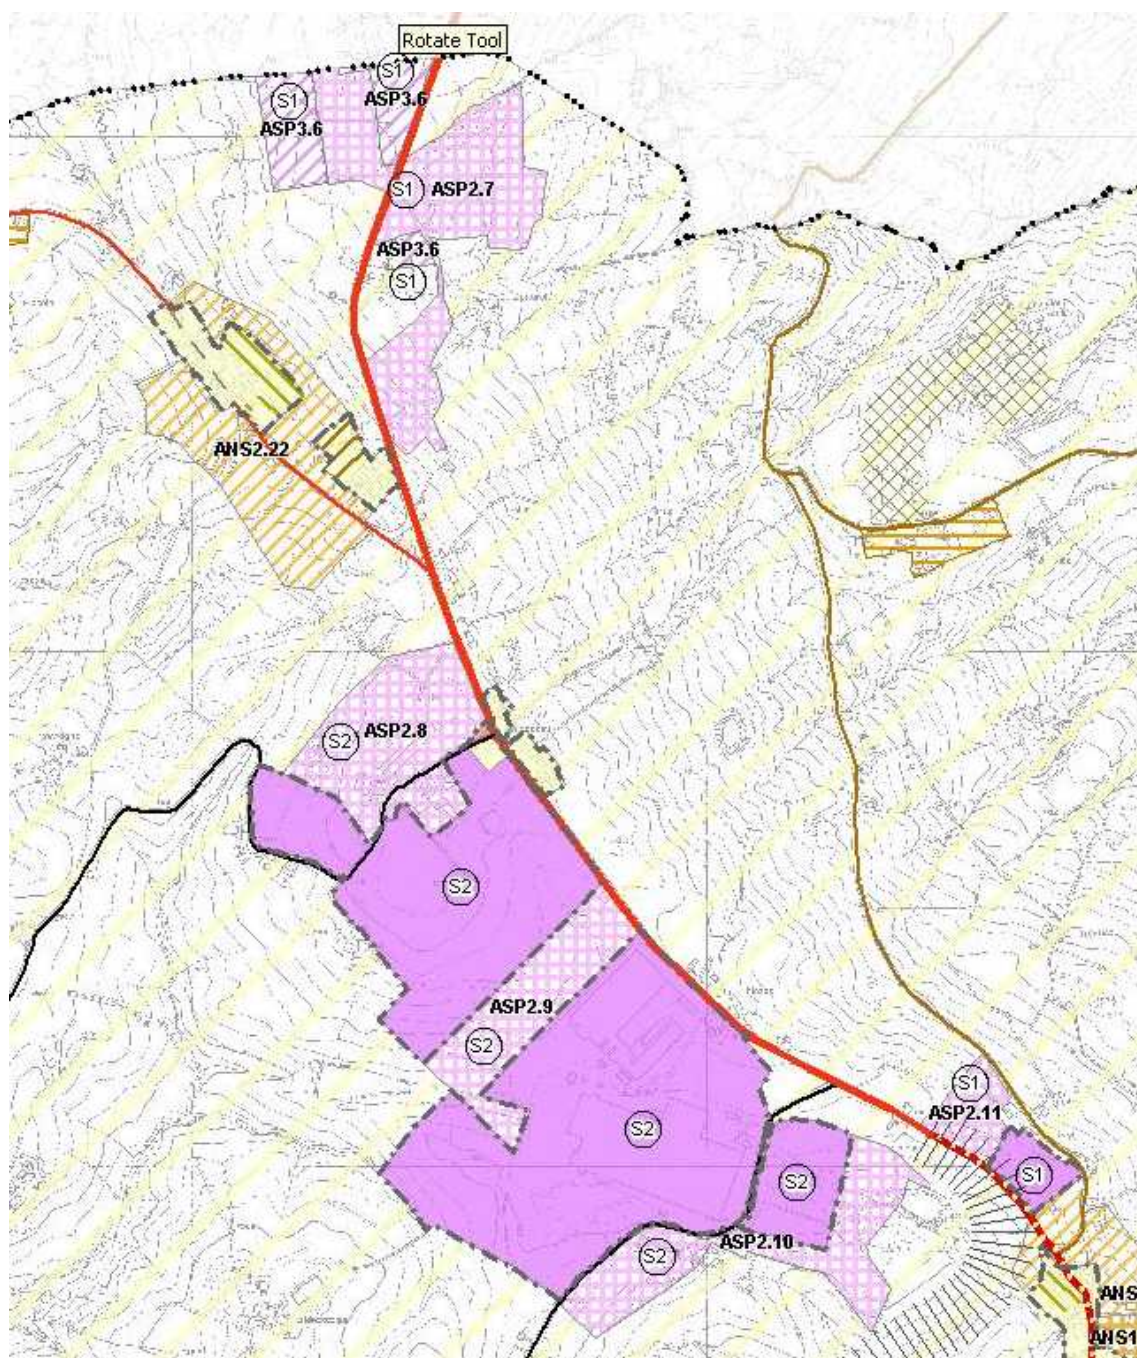 Rotate Tool
S1
S1
ASP3.6
ASP3.6
S1 ASP2.7
ASP3.6
S1
ANS2.22
ASP2.8
S2
S2
ASP2.9
S2
S1
ASP2.11
S2
S1
S2
ASP2.10
S2
ANS
ANS1